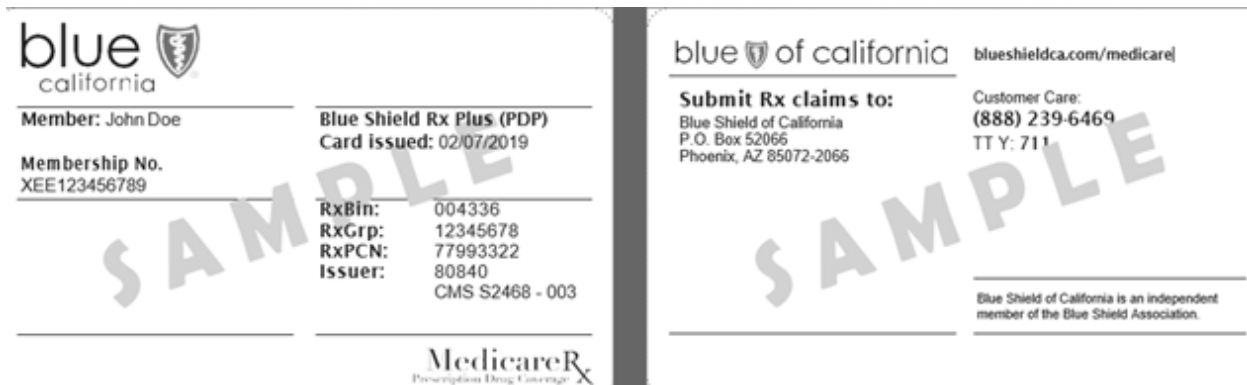 blue
california
Member: John Doe
Membership No.
XEE123456789
Blue Shield Rx Plus (PDP)
Card issued: 02/07/2019
RxBin: 004336
RxGrp: 12345678
RxPCN: 77993322
Issuer: 80840
CMS S2468 - 003
MedicareRx
Prescription Drug Coverage
SAMPLE
blue of california
Submit Rx claims to:
Blue Shield of California
P.O. Box 52066
Phoenix, AZ 85072-2066
blueshieldca.com/medicare
Customer Care:
(888) 239-6469
TT Y: 711
Blue Shield of California is an independent
member of the Blue Shield Association.
SAMPLE